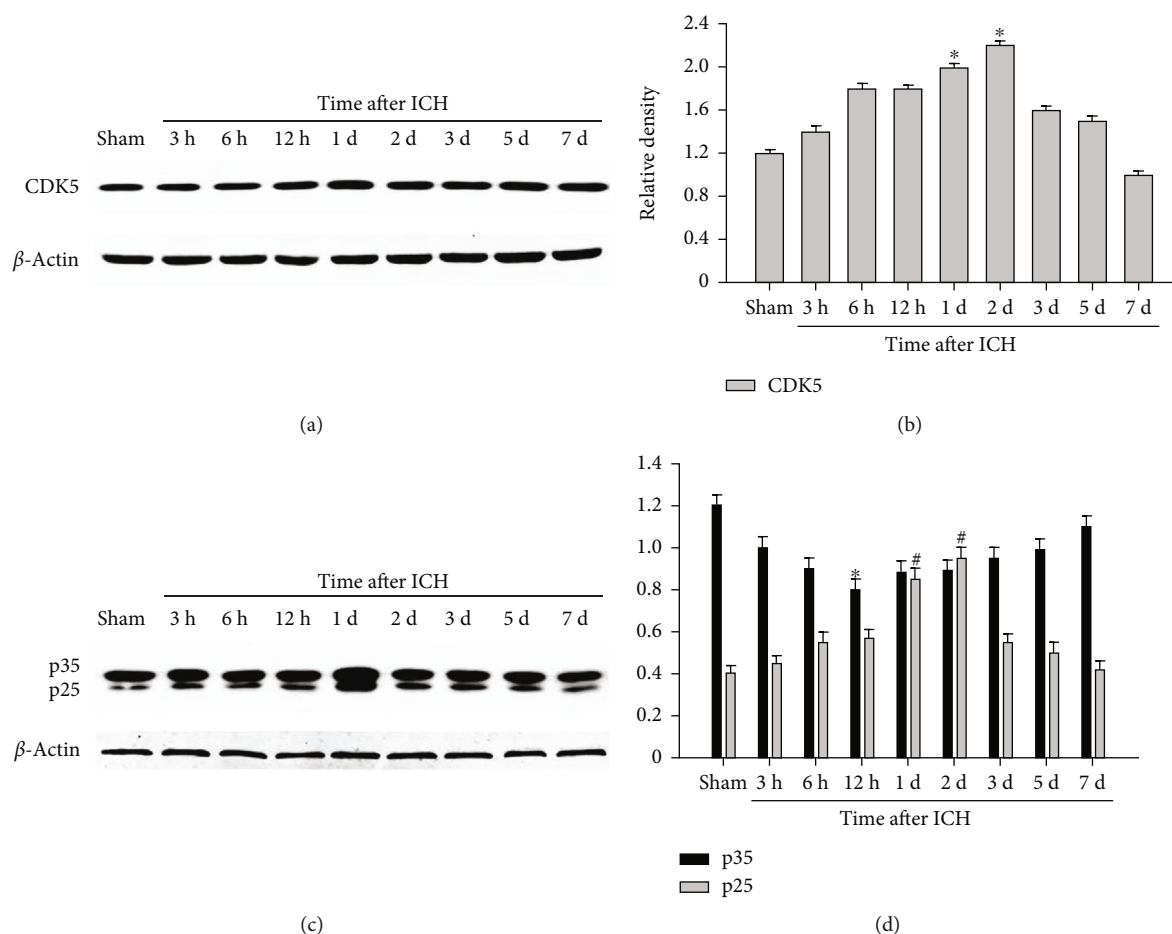 Time after ICH
Sham 3 h 6 h 12 h 1 d 2 d 3 d 5 d 7 d
CDK5
β-Actin
(a)
2.4
2.0
1.6
1.2
0.8
0.4
0
Relative density
* *
Sham 3 h 6 h 12 h 1 d 2 d 3 d 5 d 7 d
Time after ICH
CDK5
(b)
Time after ICH
Sham 3 h 6 h 12 h 1 d 2 d 3 d 5 d 7 d
p35
p25
β-Actin
(c)
1.4
1.2
1.0
0.8
0.6
0.4
0.2
0
* # #
Sham 3 h 6 h 12 h 1 d 2 d 3 d 5 d 7 d
Time after ICH
p35
p25
(d)